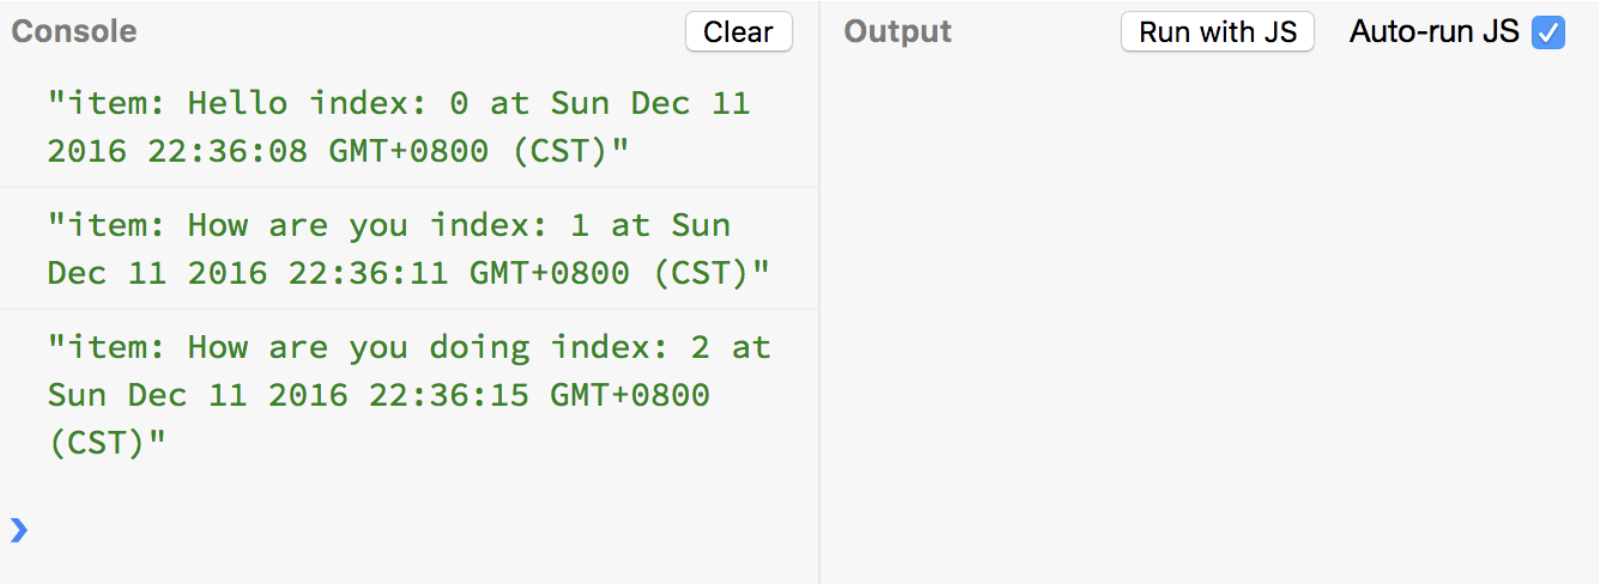 Console
Clear
"item: Hello index: 0 at Sun Dec 11
2016 22:36:08 GMT+0800 (CST)"
"item: How are you index: 1 at Sun
Dec 11 2016 22:36:11 GMT+0800 (CST)"
"item: How are you doing index: 2 at
Sun Dec 11 2016 22:36:15 GMT+0800
(CST)"
Output
Run with JS
Auto-run JS